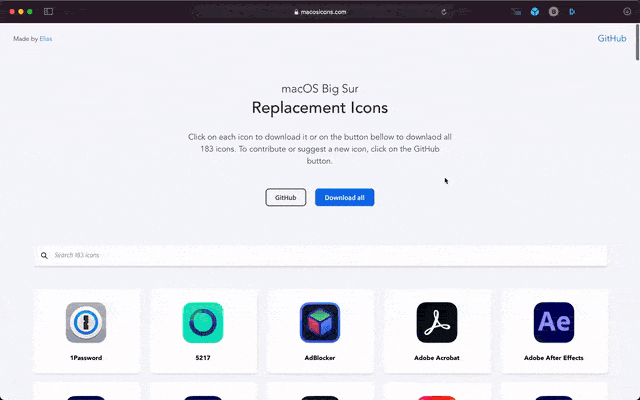 macosicons.com
Made by Elias
GitHub
macOS Big Sur
Replacement Icons
Click on each icon to download it or on the button bellow to downlaod all
183 icons. To contribute or suggest a new icon, click on the GitHub
button.
GitHub
Download all
Search 183 icons
Ae
1Password
5217
AdBlocker
Adobe Acrobat
Adobe After Effects